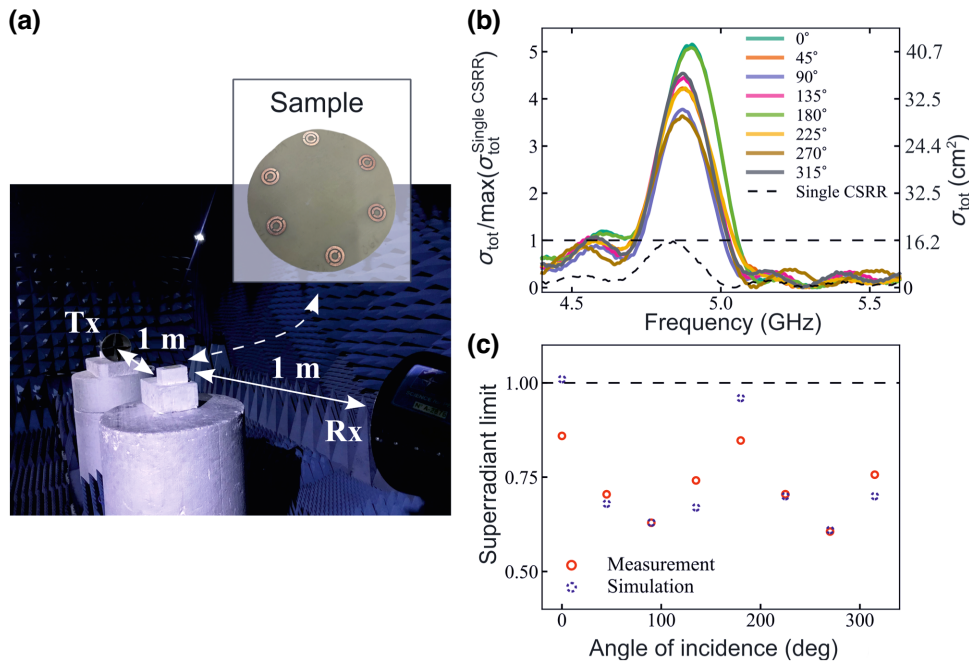 (a)
Sample
Tx
1 m
1 m
Rx
(b)
σtot/max(σtot^Single CSRR)
5
4
3
2
1
0
0°
45°
90°
135°
180°
225°
270°
315°
Single CSRR
40.7
32.5
24.4
32.5
16.2
0
σtot (cm²)
4.5
5.0
5.5
Frequency (GHz)
(c)
Superradiant limit
1.00
0.75
0.50
Measurement
Simulation
0
100
200
300
Angle of incidence (deg)